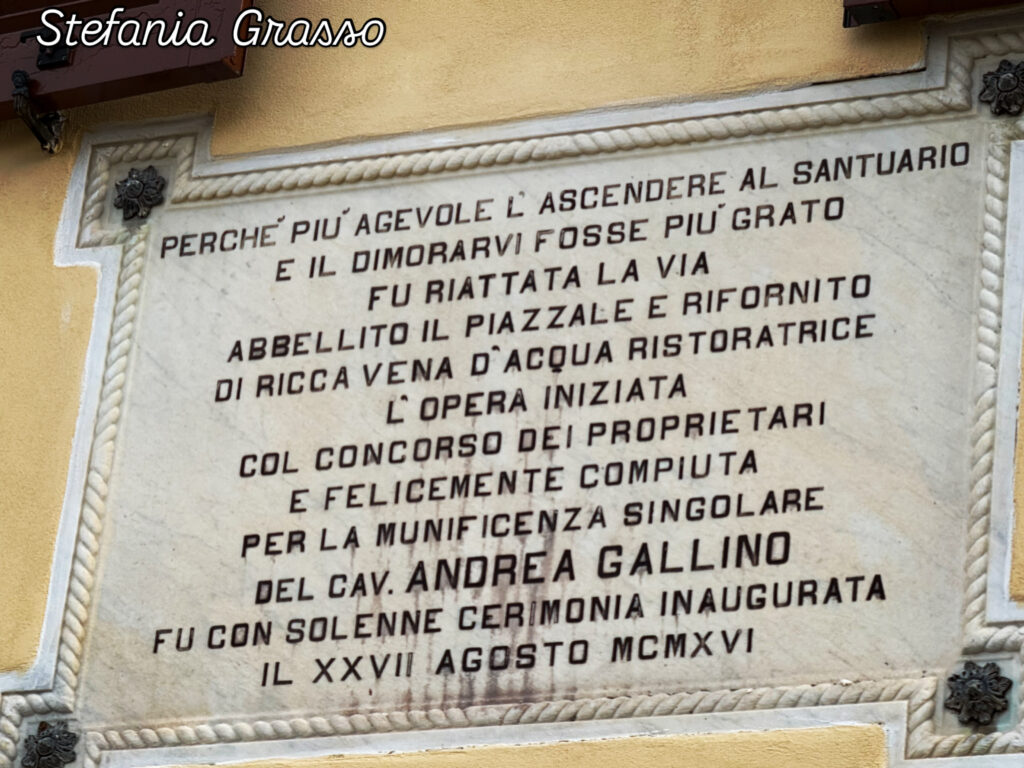 Stefania Grasso
PERCHE' PIU' AGEVOLE L'ASCENDERE AL SANTUARIO
E IL DIMORARVI FOSSE PIU' GRATO
FU RIATTATA LA VIA
ABBELLITO IL PIAZZALE E RIFORNITO
DI RICCA VENA D'ACQUA RISTORATRICE
L'OPERA INIZIATA
COL CONCORSO DEI PROPRIETARI
E FELICEMENTE COMPIUTA
PER LA MUNIFICENZA SINGOLARE
DEL CAV. ANDREA GALLINO
FU CON SOLENNE CERIMONIA INAUGURATA
IL XXVII AGOSTO MCMXVI